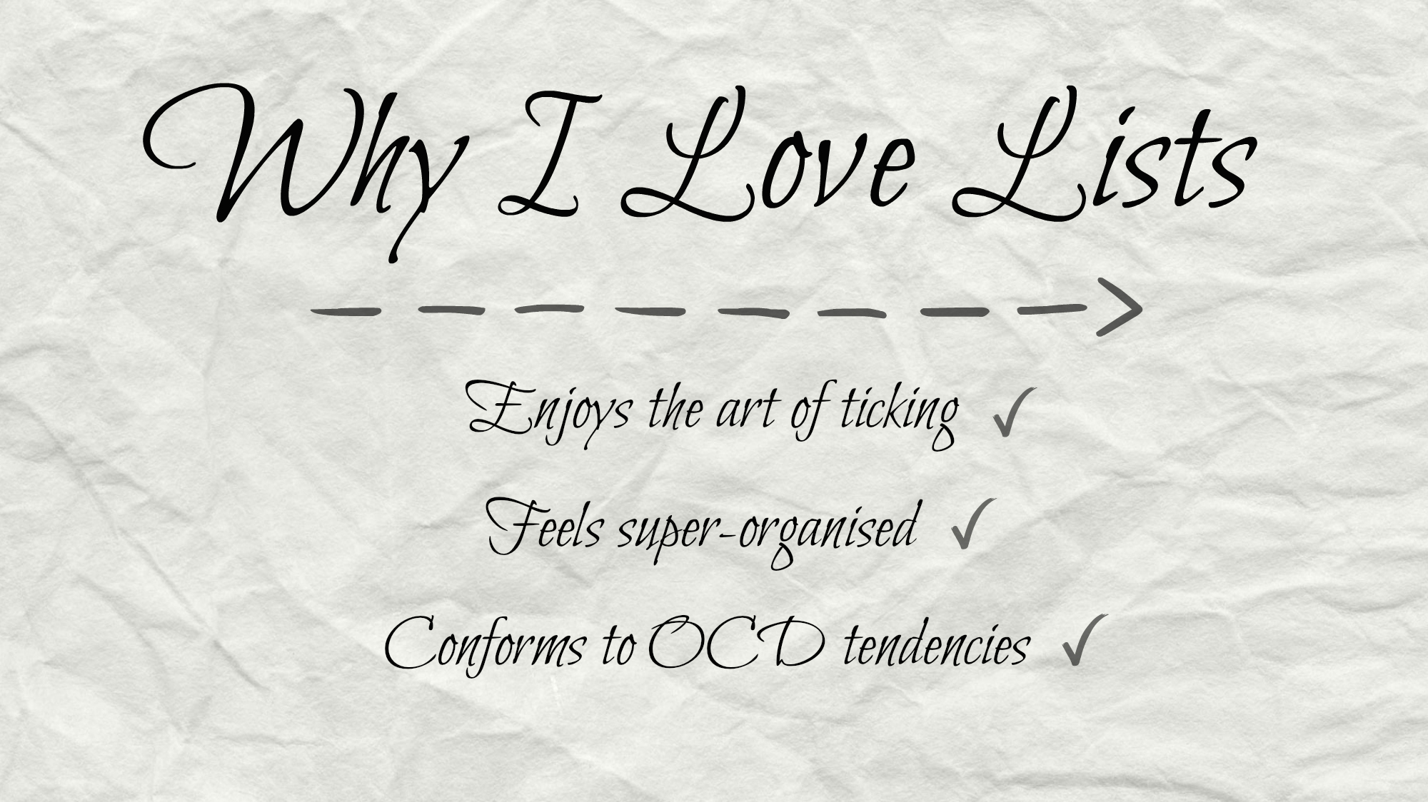 Why I Love Lists
Enjoys the art of ticking ✓
Feels super-organised ✓
Conforms to OCD tendencies ✓